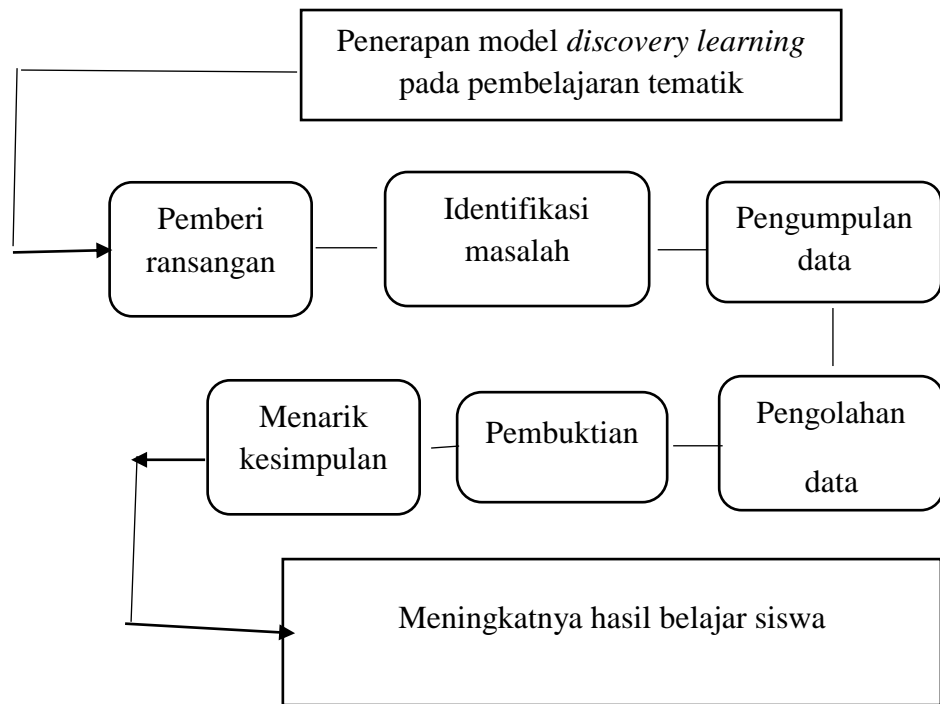 Penerapan model discovery learning
pada pembelajaran tematik
Pemberi
ransangan
Identifikasi
masalah
Pengumpulan
data
Pengolahan
data
Pembuktian
Menarik
kesimpulan
Meningkatnya hasil belajar siswa